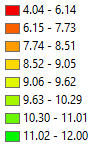 4.04 - 6.14
6.15 - 7.73
7.74 - 8.51
8.52 - 9.05
9.06 - 9.62
9.63 - 10.29
10.30 - 11.01
11.02 - 12.00